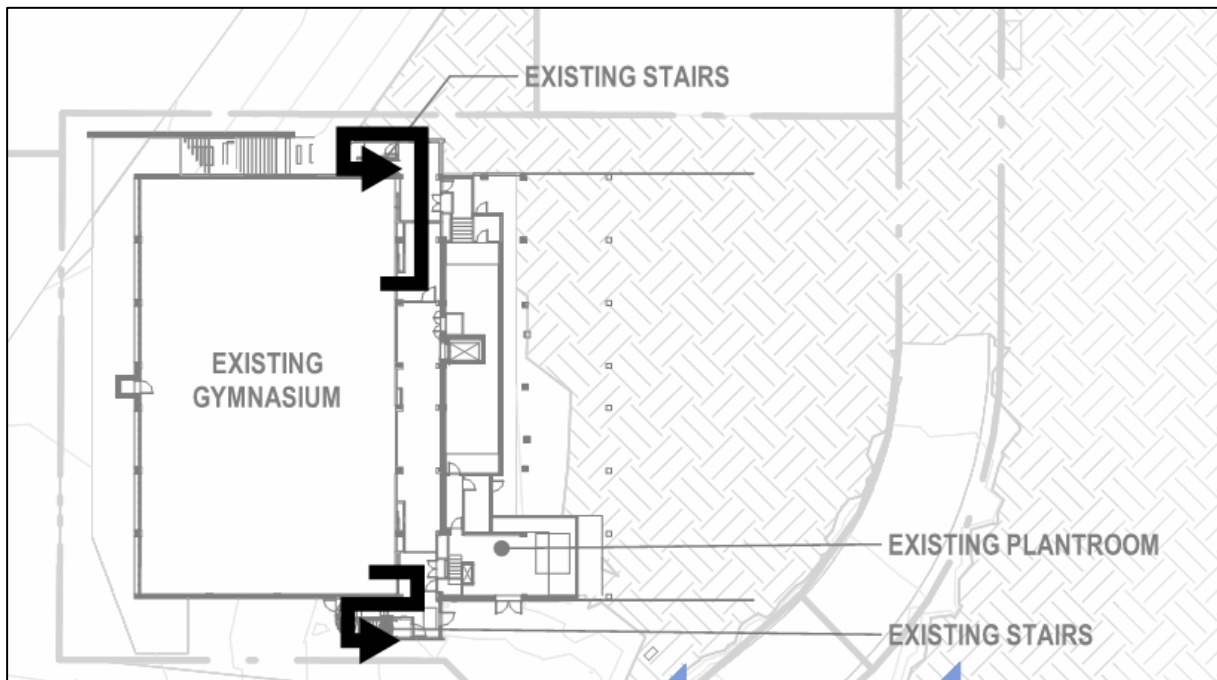 EXISTING STAIRS
EXISTING
GYMNASIUM
EXISTING PLANTROOM
EXISTING STAIRS